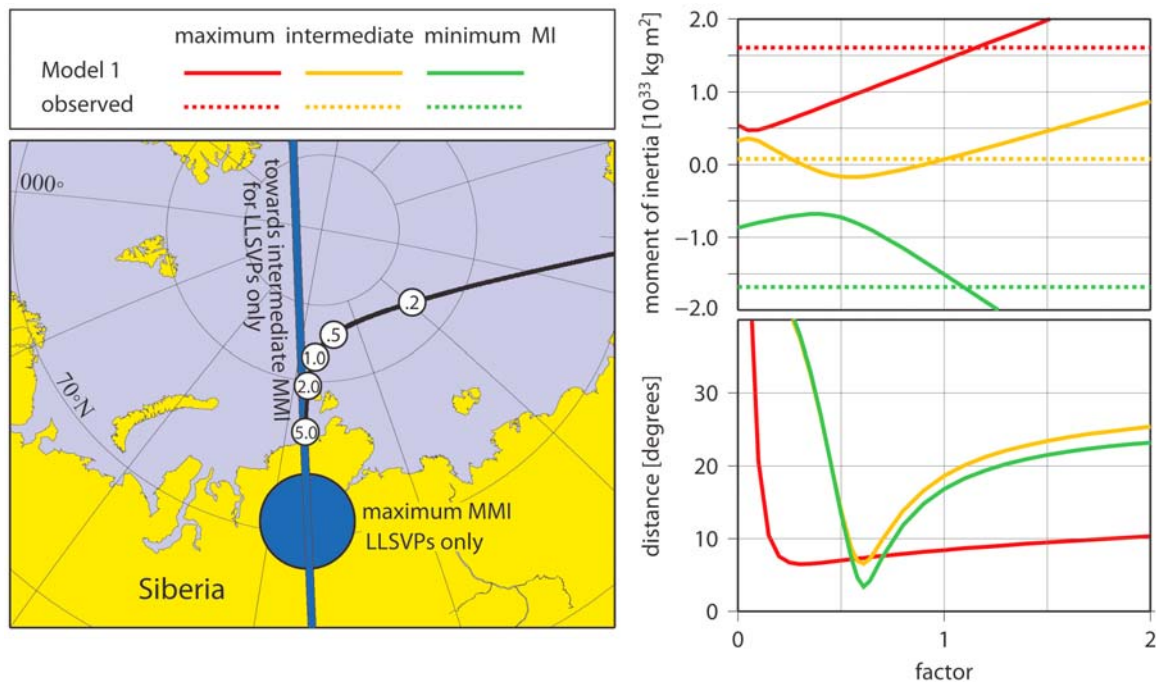 maximum intermediate minimum MI
Model 1
observed
000°
70°N
towards intermediate MMI
for LLSVPs only
.2
.5
1.0
2.0
5.0
maximum MMI
LLSVPs only
Siberia
moment of inertia [10³³ kg m²]
2.0
1.0
0.0
−1.0
−2.0
distance [degrees]
30
20
10
0
0 1 2
factor